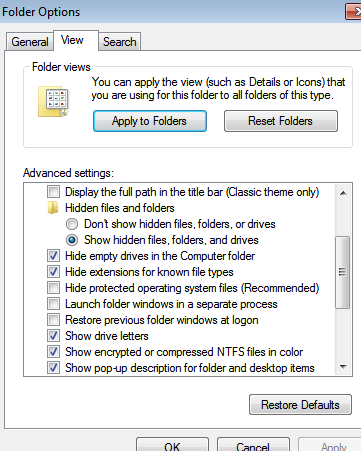 Folder Options
General View Search
Folder views
You can apply the view (such as Details or Icons) that
you are using for this folder to all folders of this type.
Apply to Folders Reset Folders
Advanced settings:
Display the full path in the title bar (Classic theme only)
Hidden files and folders
Don't show hidden files, folders, or drives
Show hidden files, folders, and drives
Hide empty drives in the Computer folder
Hide extensions for known file types
Hide protected operating system files (Recommended)
Launch folder windows in a separate process
Restore previous folder windows at logon
Show drive letters
Show encrypted or compressed NTFS files in color
Show pop-up description for folder and desktop items
Restore Defaults
OK Cancel Apply